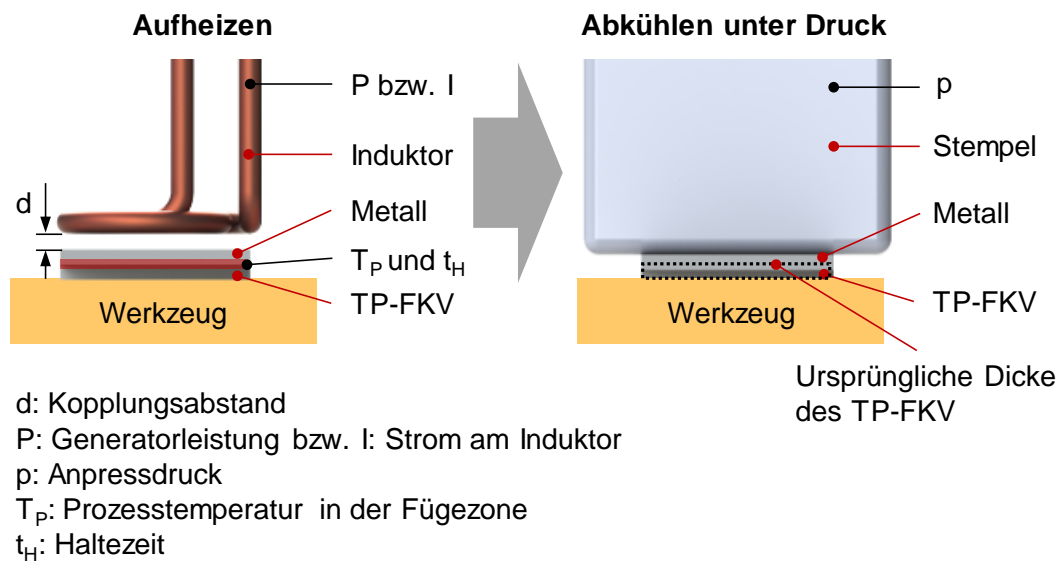 Aufheizen
P bzw. I
Induktor
d
Metall
T_P und t_H
TP-FKV
Werkzeug
Abkühlen unter Druck
p
Stempel
Metall
TP-FKV
Werkzeug
Ursprüngliche Dicke
des TP-FKV
d: Kopplungsabstand
P: Generatorleistung bzw. I: Strom am Induktor
p: Anpressdruck
T_P: Prozesstemperatur in der Fügezone
t_H: Haltezeit